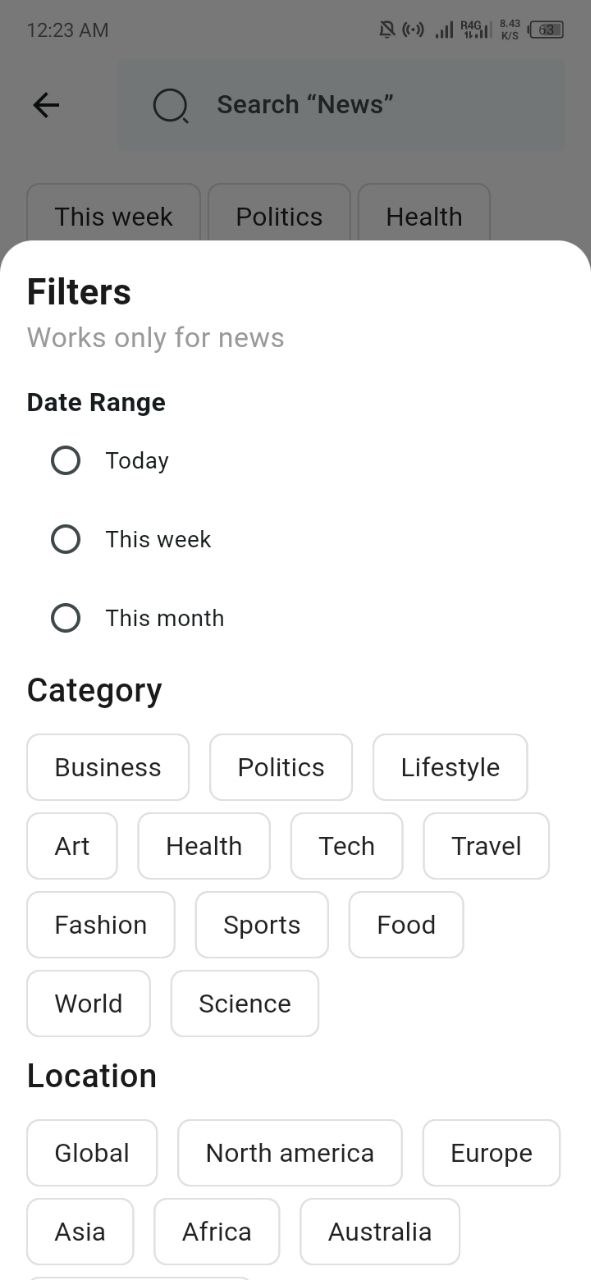 12:23 AM R4G 8.43 K/S 63
Search “News”
This week Politics Health
Filters
Works only for news
Date Range
Today
This week
This month
Category
Business Politics Lifestyle
Art Health Tech Travel
Fashion Sports Food
World Science
Location
Global North america Europe
Asia Africa Australia